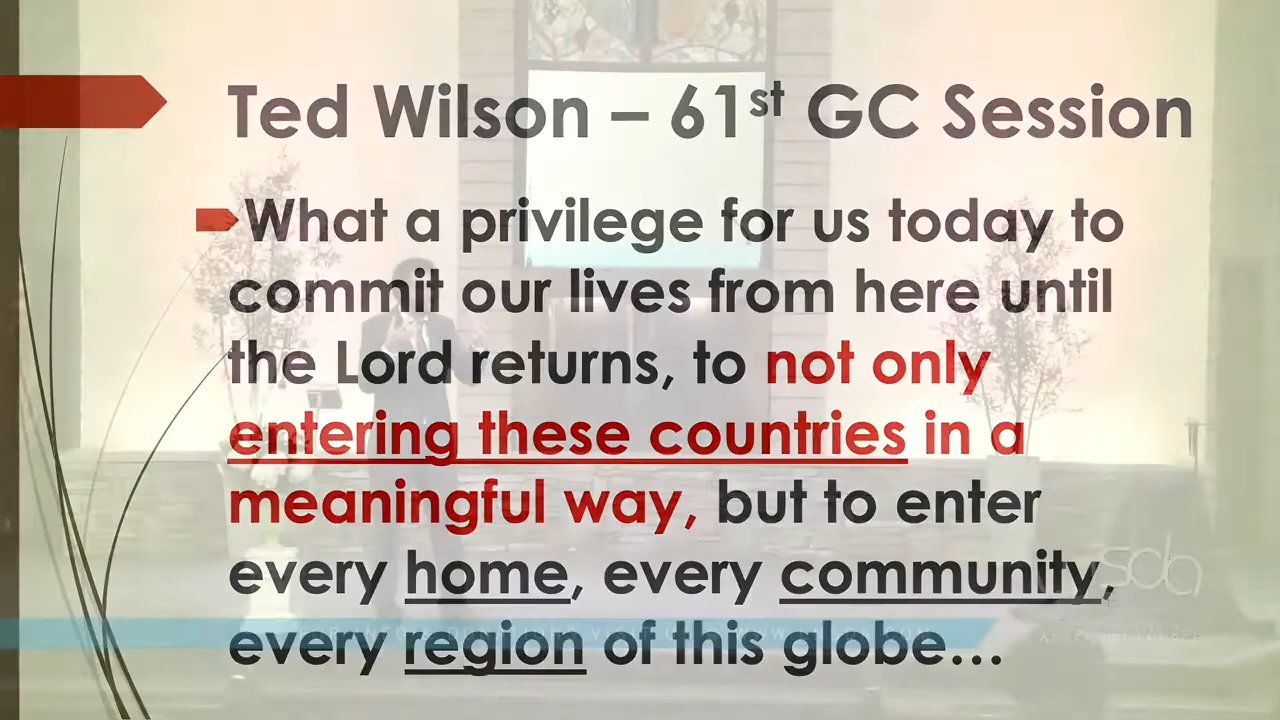 Ted Wilson – 61st GC Session
What a privilege for us today to
commit our lives from here until
the Lord returns, to not only
entering these countries in a
meaningful way, but to enter
every home, every community,
every region of this globe…
sda